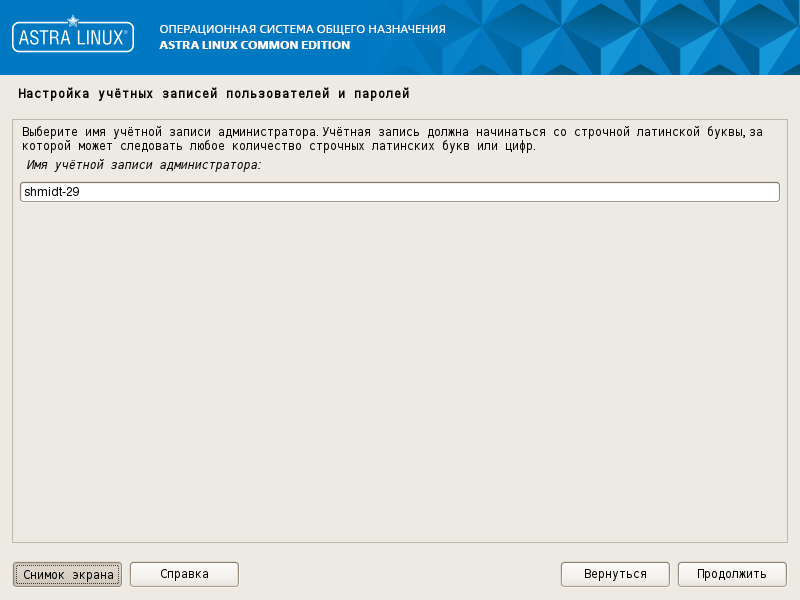 ASTRA LINUX®
ОПЕРАЦИОННАЯ СИСТЕМА ОБЩЕГО НАЗНАЧЕНИЯ
ASTRA LINUX COMMON EDITION
Настройка учётных записей пользователей и паролей
Выберите имя учётной записи администратора. Учётная запись должна начинаться со строчной латинской буквы, за
которой может следовать любое количество строчных латинских букв или цифр.
Имя учётной записи администратора:
shmidt-29
Снимок экрана
Справка
Вернуться
Продолжить